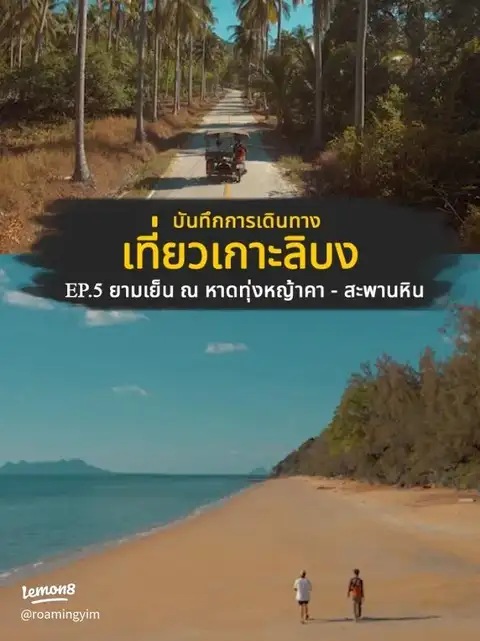 บันทึกการเดินทาง
เที่ยวเกาะลิบง
EP.5 ยามเย็น ณ หาดทุ่งหญ้าคา - สะพานหิน
Lemon8
@roamingyim